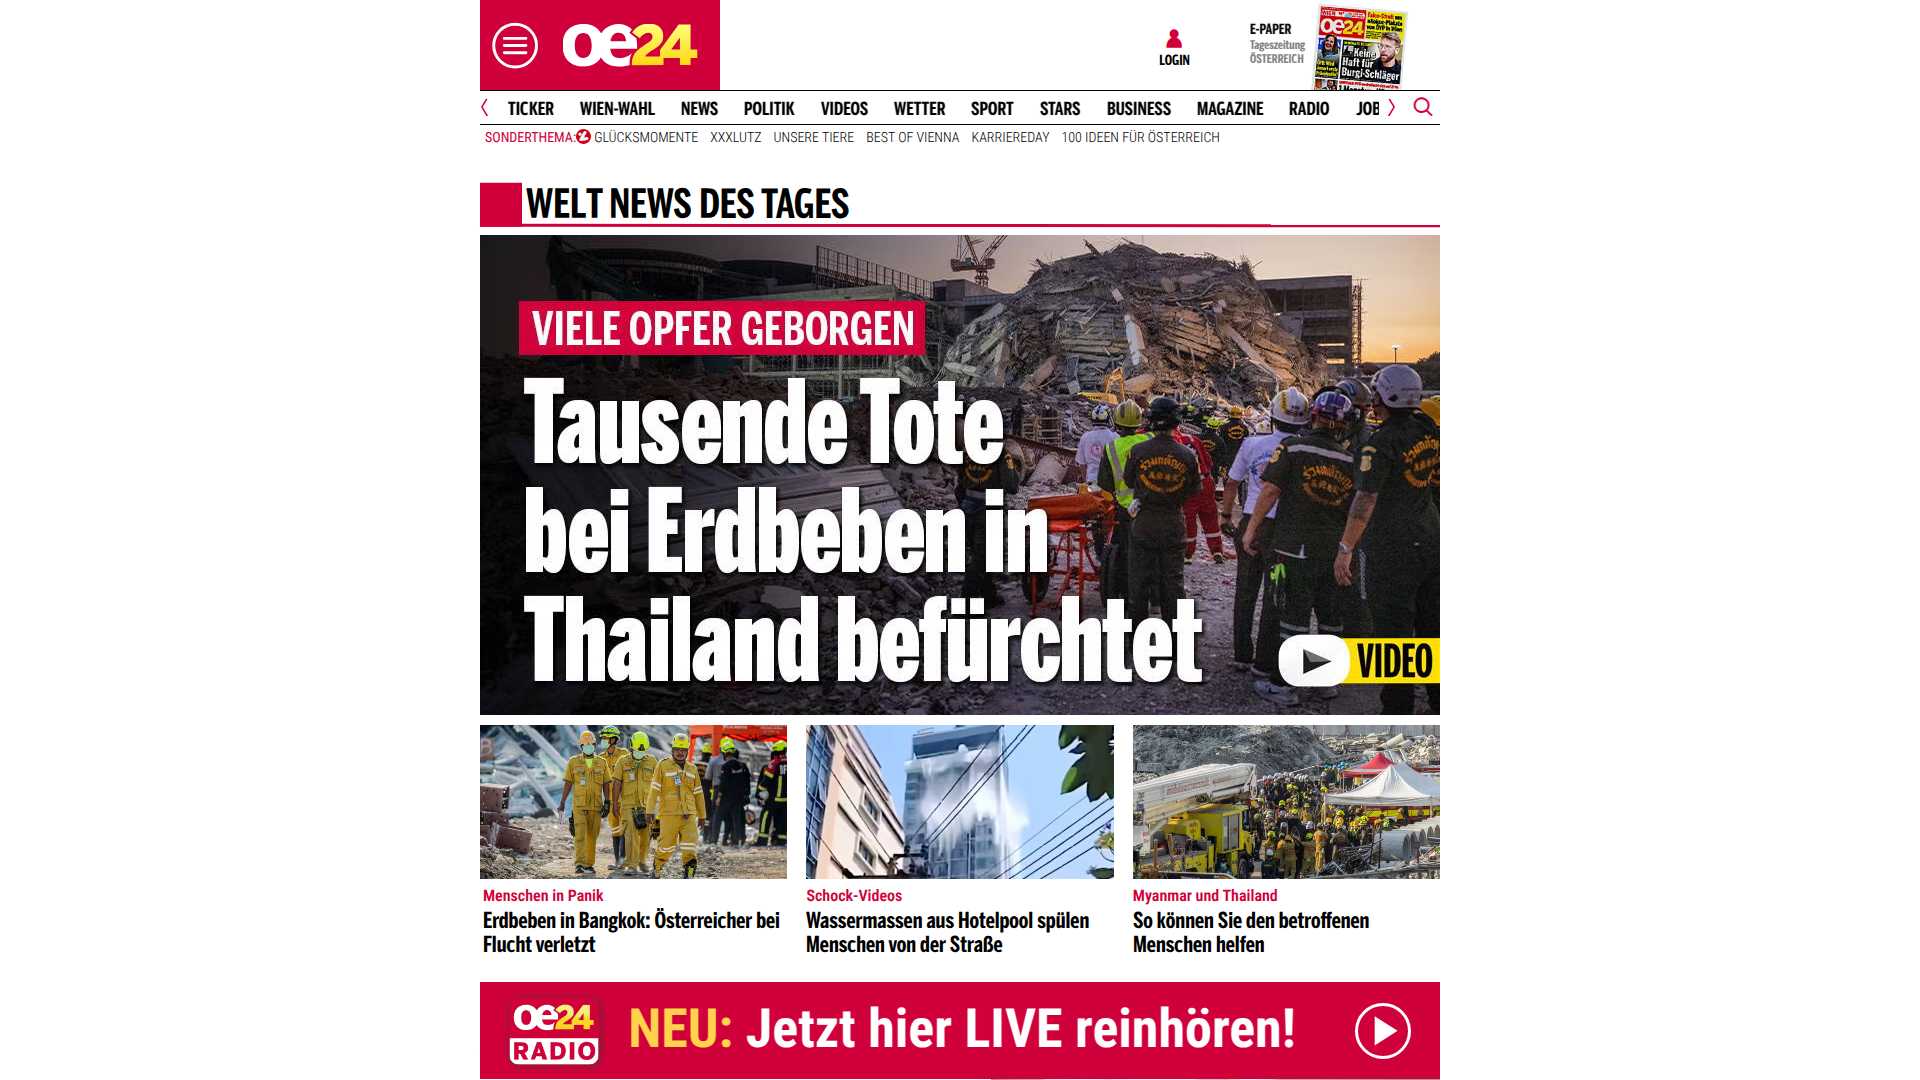 oe24
LOGIN
E-PAPER
Tageszeitung
ÖSTERREICH
oe24
Keine
Haft für
Burgi-Schläger
TICKER WIEN-WAHL NEWS POLITIK VIDEOS WETTER SPORT STARS BUSINESS MAGAZINE RADIO JOB
SONDERTHEMA: GLÜCKSMOMENTE XXXLUTZ UNSERE TIERE BEST OF VIENNA KARRIEREDAY 100 IDEEN FÜR ÖSTERREICH
WELT NEWS DES TAGES
VIELE OPFER GEBORGEN
Tausende Tote
bei Erdbeben in
Thailand befürchtet
VIDEO
Menschen in Panik
Erdbeben in Bangkok: Österreicher bei
Flucht verletzt
Schock-Videos
Wassermassen aus Hotelpool spülen
Menschen von der Straße
Myanmar und Thailand
So können Sie den betroffenen
Menschen helfen
oe24
RADIO
NEU: Jetzt hier LIVE reinhören!